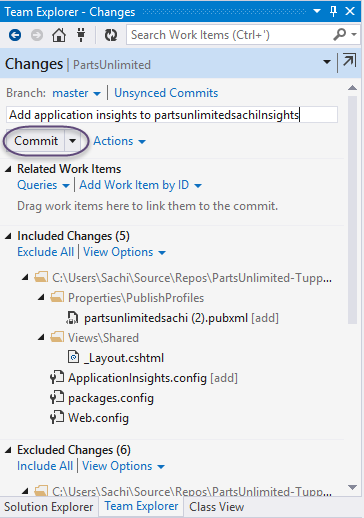 Team Explorer - Changes
Search Work Items (Ctrl+')
Changes | PartsUnlimited
Branch: master | Unsynced Commits
Add application insights to partsunlimitedsachiInsights
Commit Actions
Related Work Items
Queries | Add Work Item by ID |
Drag work items here to link them to the commit.
Included Changes (5)
Exclude All | View Options
C:\Users\Sachi\Source\Repos\PartsUnlimited-Tupp...
Properties\PublishProfiles
partsunlimitedsachi (2).pubxml [add]
Views\Shared
_Layout.cshtml
ApplicationInsights.config [add]
packages.config
Web.config
Excluded Changes (6)
Include All | View Options
C:\Users\Sachi\Source\Repos\PartsUnlimited-Tupp...
Solution Explorer Team Explorer Class View